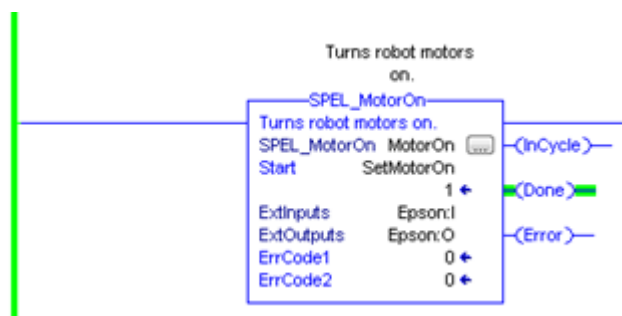 Turns robot motors
on.
SPEL_MotorOn
Turns robot motors on.
SPEL_MotorOn MotorOn ... (InCycle)
Start SetMotorOn
1 (Done)
ExtInputs Epson:I
ExtOutputs Epson:O (Error)
ErrCode1 0
ErrCode2 0